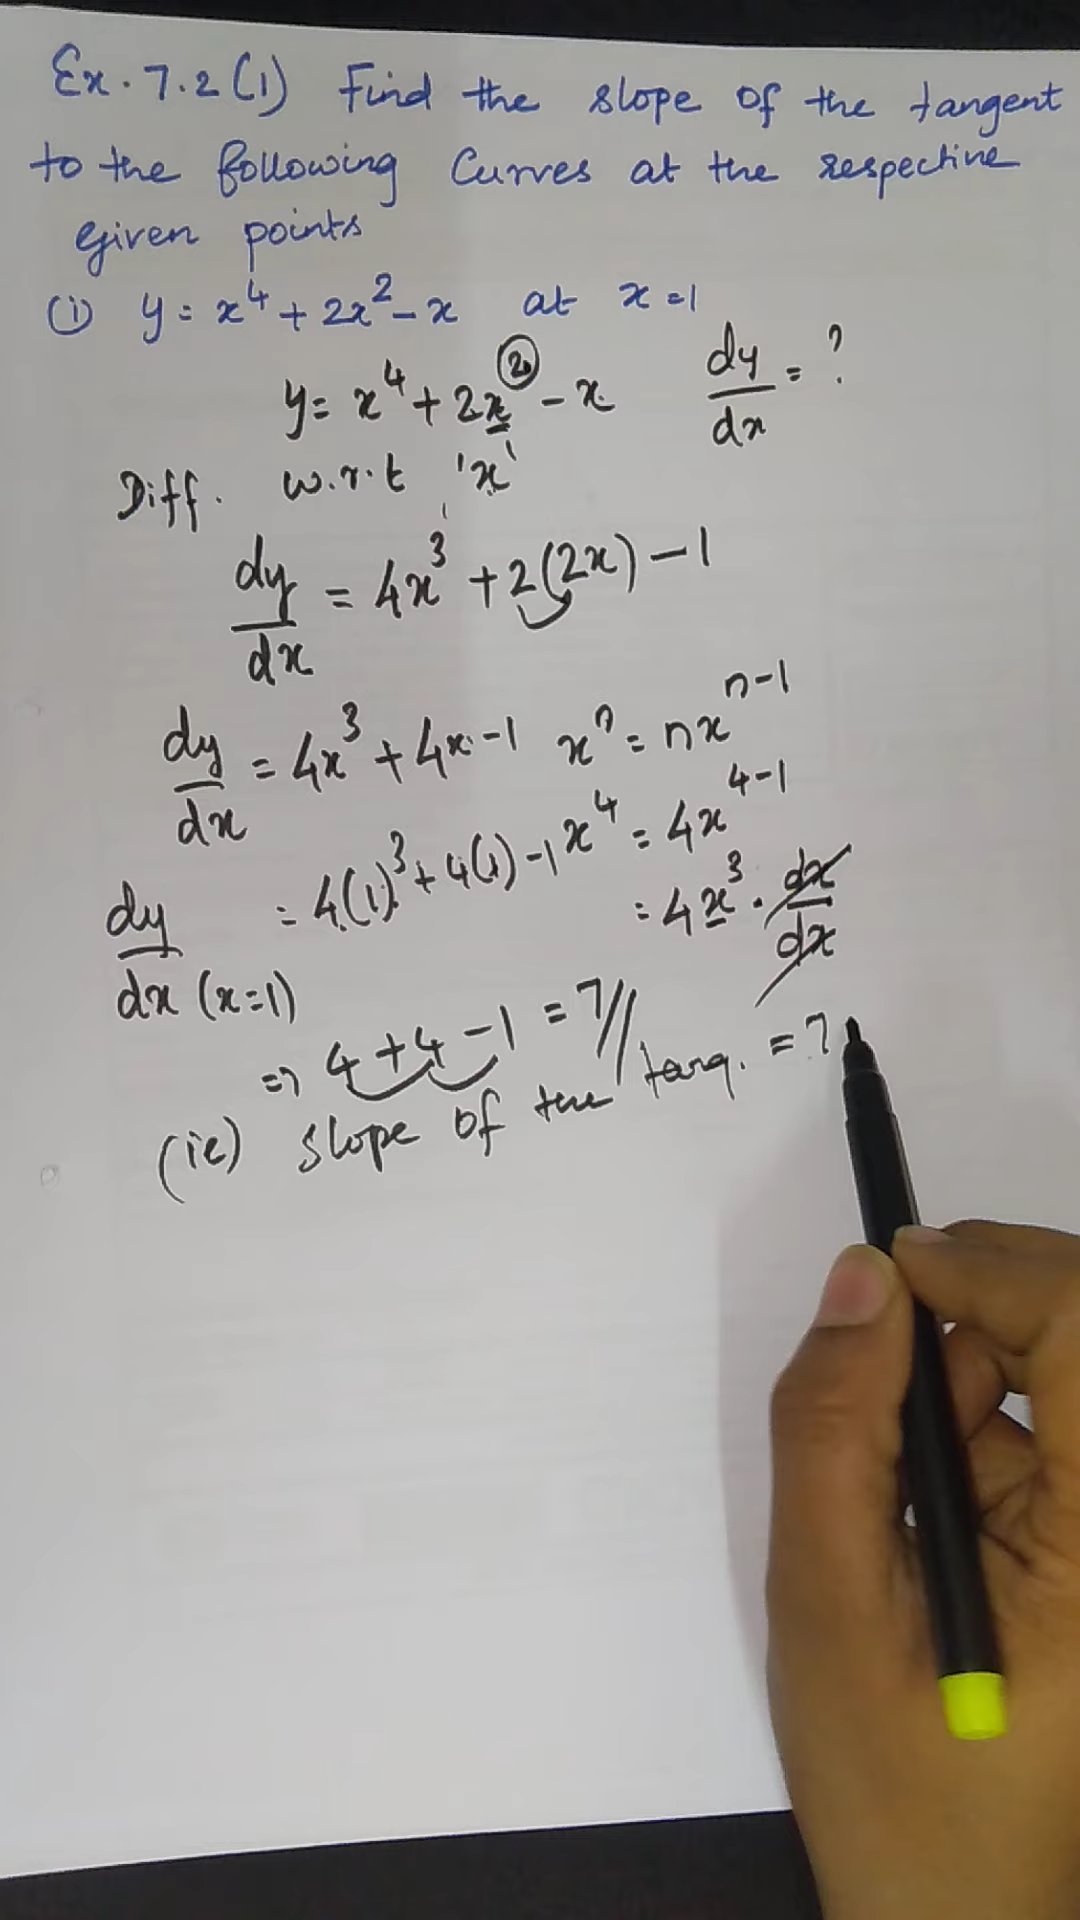 Ex. 7.2 (1) Find the slope of the tangent
to the following Curves at the respective
given points
(i) y = x⁴ + 2x² - x at x = 1
y = x⁴ + 2x² - x dy/dx = ?
Diff. w.r.t 'x'
dy/dx = 4x³ + 2(2x) - 1
dy/dx = 4x³ + 4x - 1 xⁿ = nxⁿ⁻¹
x⁴ = 4x⁴⁻¹
dy/dx (x=1) = 4(1)³ + 4(1) - 1 = 4x³ . dx/dx
=> 4 + 4 - 1 = 7//
(ie) slope of the tang. = 7